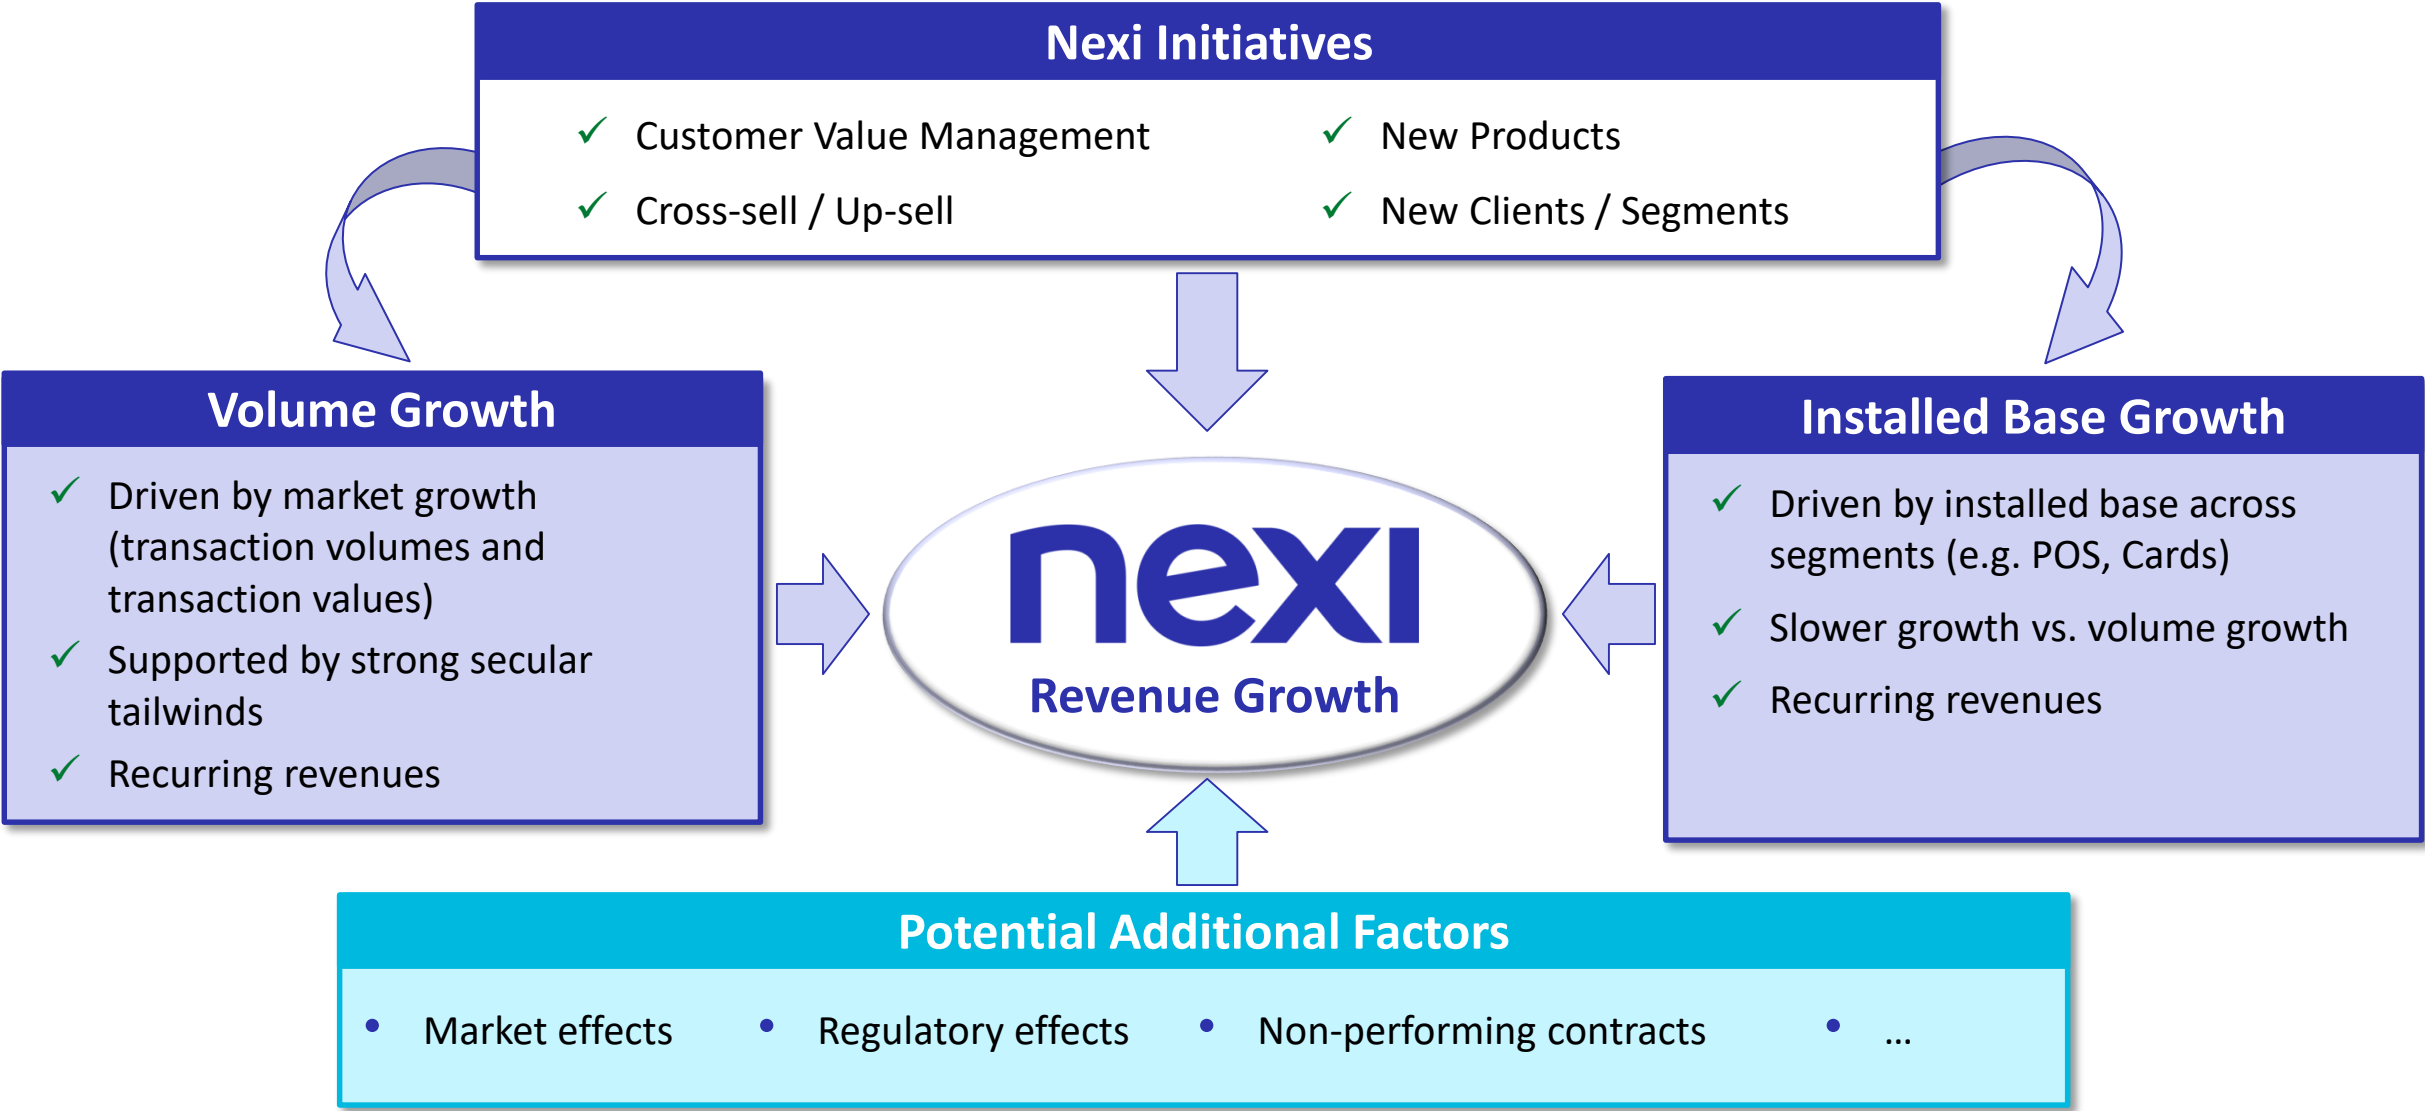 Nexi Initiatives
✓ Customer Value Management
✓ New Products
✓ Cross-sell / Up-sell
✓ New Clients / Segments
Volume Growth
✓ Driven by market growth
(transaction volumes and
transaction values)
✓ Supported by strong secular
tailwinds
✓ Recurring revenues
nexi
Revenue Growth
Installed Base Growth
✓ Driven by installed base across
segments (e.g. POS, Cards)
✓ Slower growth vs. volume growth
✓ Recurring revenues
Potential Additional Factors
• Market effects
• Regulatory effects
• Non-performing contracts
• ...